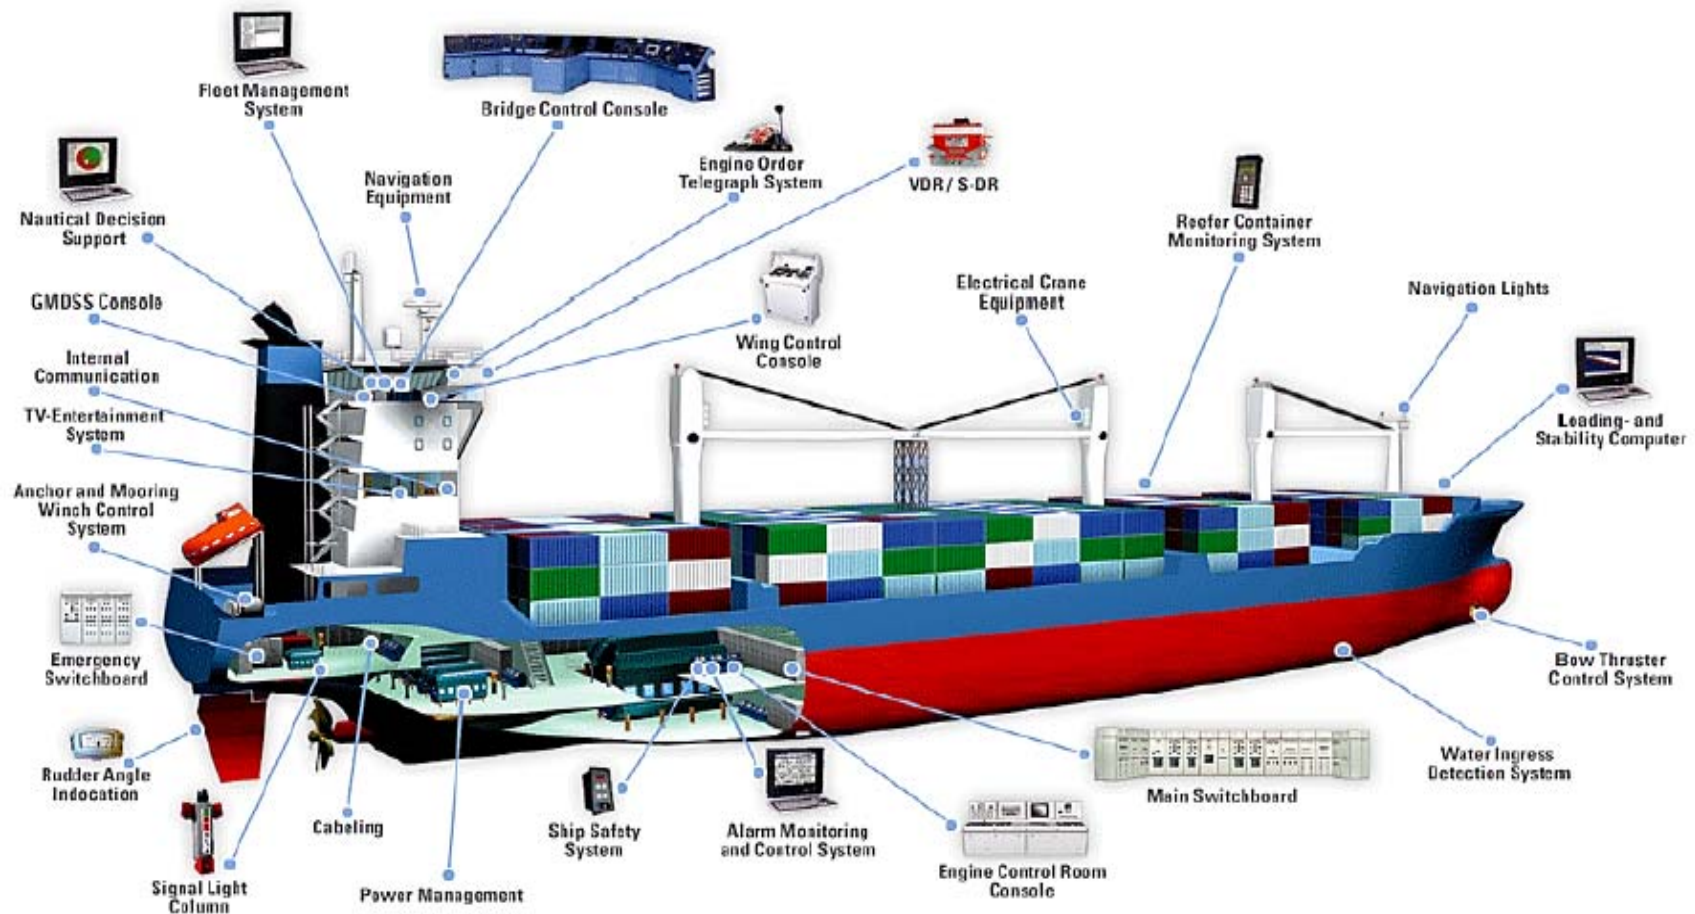 Fleet Management
System
Bridge Control Console
Engine Order
Telegraph System
VDR / S-DR
Navigation
Equipment
Nautical Decision
Support
Reefer Container
Monitoring System
GMDSS Console
Electrical Crane
Equipment
Navigation Lights
Wing Control
Console
Internal
Communication
TV-Entertainment
System
Loading- and
Stability Computer
Anchor and Mooring
Winch Control
System
Emergency
Switchboard
Bow Thruster
Control System
Rudder Angle
Indocation
Water Ingress
Detection System
Main Switchboard
Cabeling
Ship Safety
System
Alarm Monitoring
and Control System
Engine Control Room
Console
Signal Light
Column
Power Management